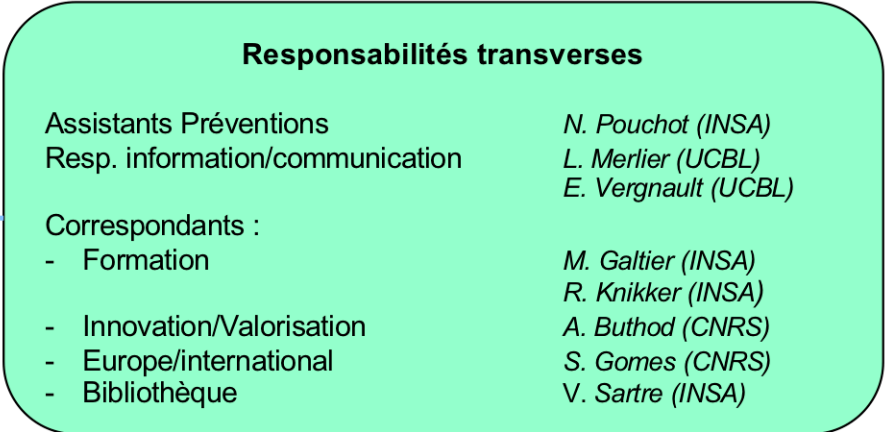 Responsabilités transverses
Assistants Préventions N. Pouchot (INSA)
Resp. information/communication L. Merlier (UCBL)
E. Vergnault (UCBL)
Correspondants :
- Formation M. Galtier (INSA)
R. Knikker (INSA)
- Innovation/Valorisation A. Buthod (CNRS)
- Europe/international S. Gomes (CNRS)
- Bibliothèque V. Sartre (INSA)